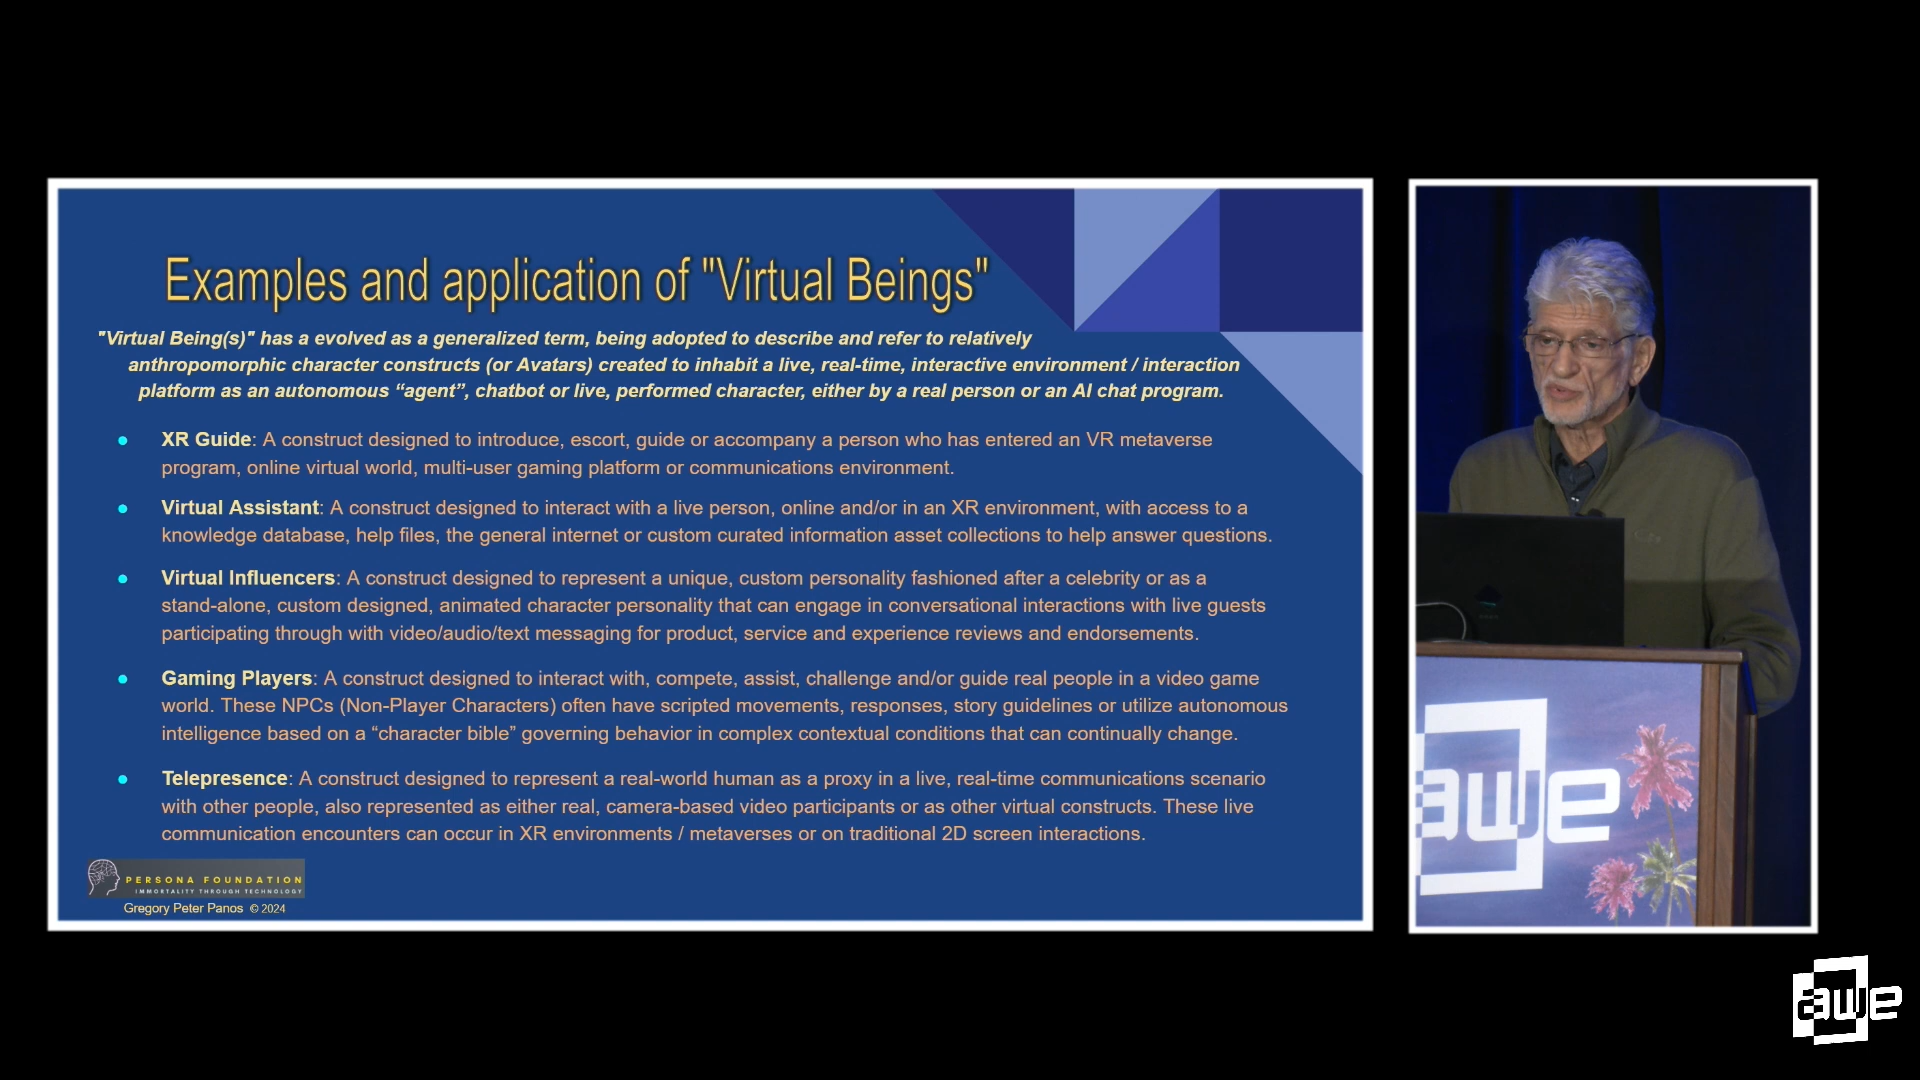 Examples and application of "Virtual Beings"
"Virtual Being(s)" has a evolved as a generalized term, being adopted to describe and refer to relatively
anthropomorphic character constructs (or Avatars) created to inhabit a live, real-time, interactive environment / interaction
platform as an autonomous “agent”, chatbot or live, performed character, either by a real person or an AI chat program.
● XR Guide: A construct designed to introduce, escort, guide or accompany a person who has entered an VR metaverse
program, online virtual world, multi-user gaming platform or communications environment.
● Virtual Assistant: A construct designed to interact with a live person, online and/or in an XR environment, with access to a
knowledge database, help files, the general internet or custom curated information asset collections to help answer questions.
● Virtual Influencers: A construct designed to represent a unique, custom personality fashioned after a celebrity or as a
stand-alone, custom designed, animated character personality that can engage in conversational interactions with live guests
participating through with video/audio/text messaging for product, service and experience reviews and endorsements.
● Gaming Players: A construct designed to interact with, compete, assist, challenge and/or guide real people in a video game
world. These NPCs (Non-Player Characters) often have scripted movements, responses, story guidelines or utilize autonomous
intelligence based on a “character bible” governing behavior in complex contextual conditions that can continually change.
● Telepresence: A construct designed to represent a real-world human as a proxy in a live, real-time communications scenario
with other people, also represented as either real, camera-based video participants or as other virtual constructs. These live
communication encounters can occur in XR environments / metaverses or on traditional 2D screen interactions.
PERSONA FOUNDATION
IMMORTALITY THROUGH TECHNOLOGY
Gregory Peter Panos © 2024
awe
awe